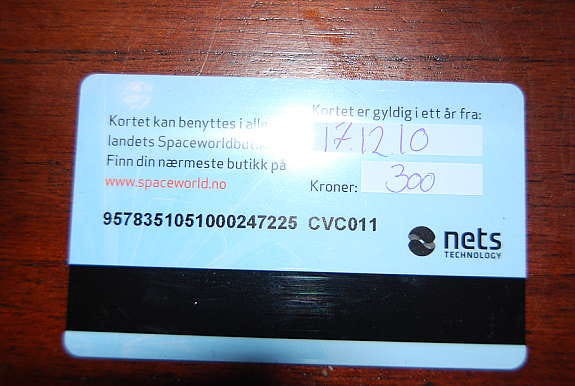 Kortet kan benyttes i alle
landets Spaceworldbutik
Finn din nærmeste butikk på
www.spaceworld.no
Kortet er gyldig i ett år fra:
17.12.10
Kroner: 300
9578351051000247225 CVC011
nets
TECHNOLOGY